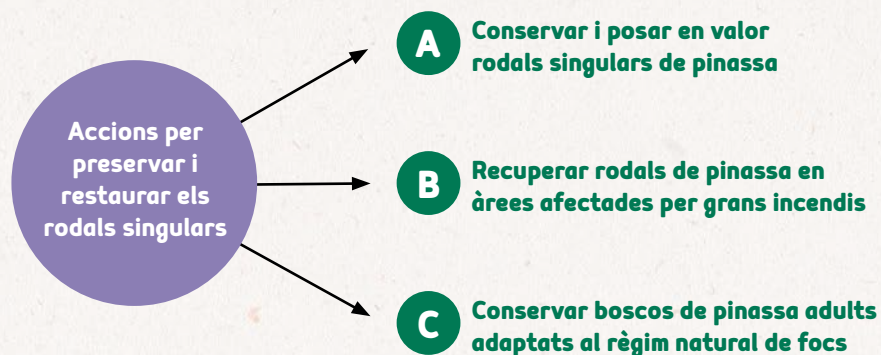 Accions per
preservar i
restaurar els
rodals singulars
A
Conservar i posar en valor
rodals singulars de pinassa
B
Recuperar rodals de pinassa en
àrees afectades per grans incendis
C
Conservar boscos de pinassa adults
adaptats al règim natural de focs